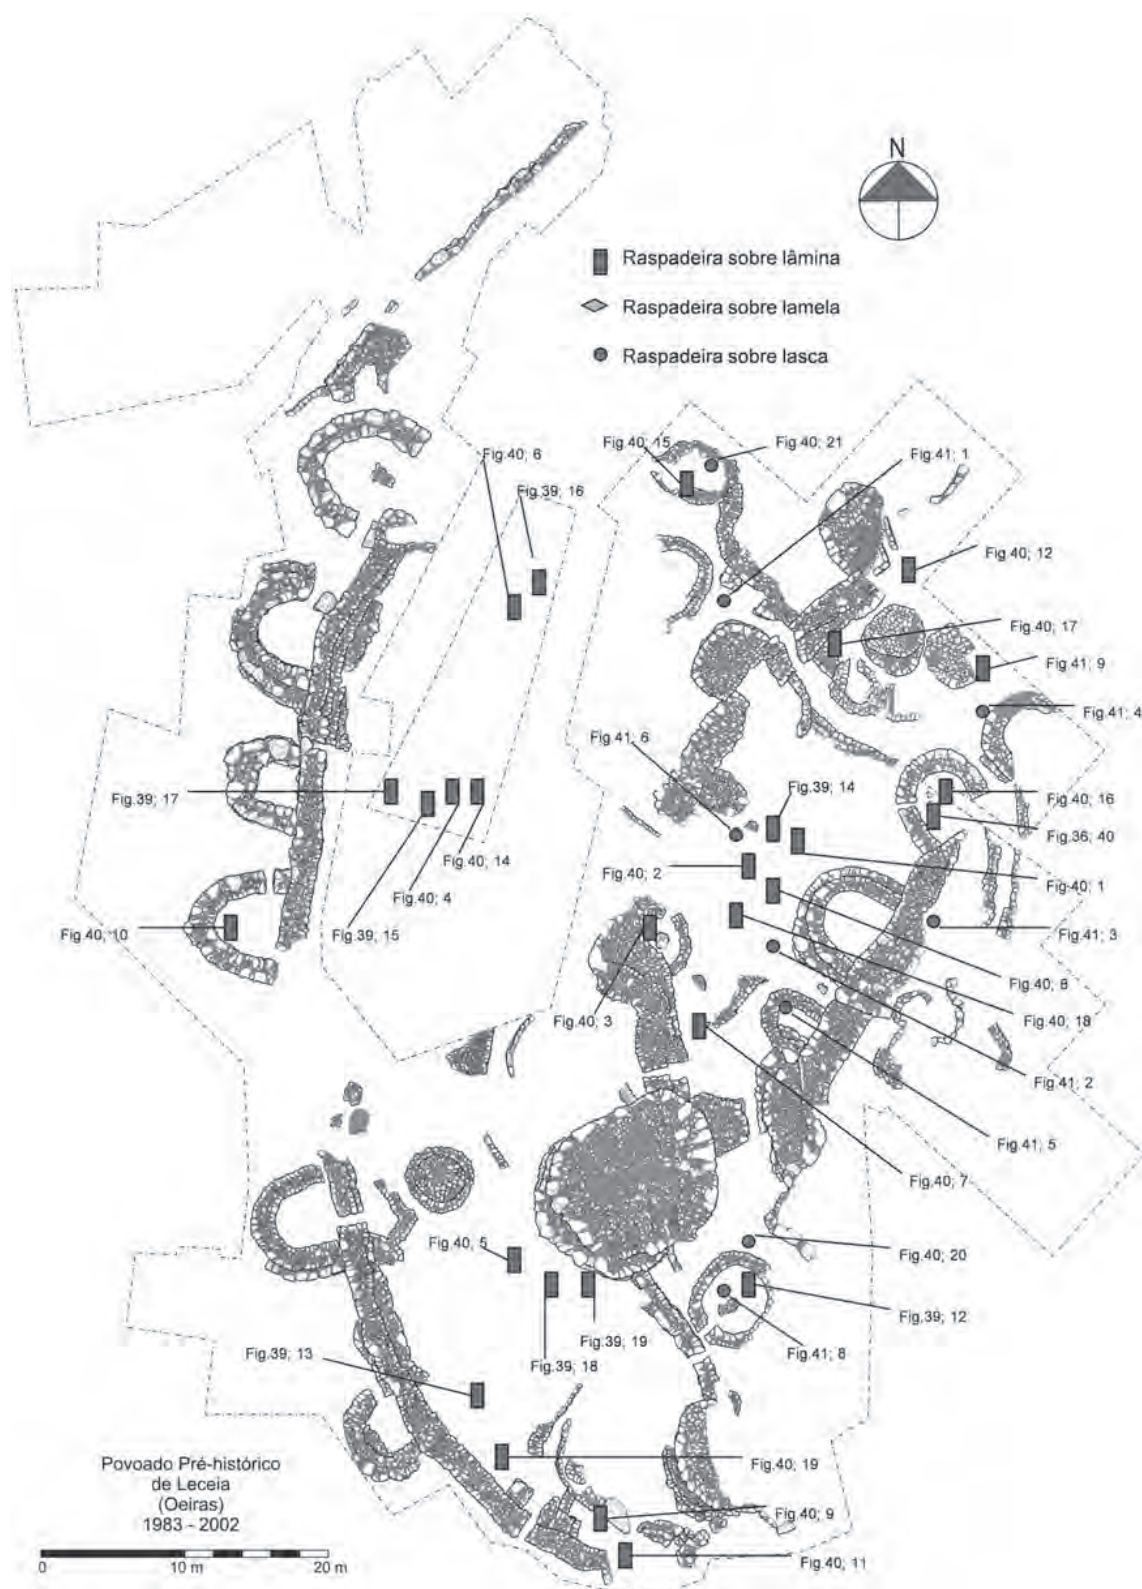 N
Raspadeira sobre lâmina
Raspadeira sobre lamela
Raspadeira sobre lasca
Fig.40; 6
Fig.39; 16
Fig.40; 15
Fig.40; 21
Fig.41; 1
Fig.40; 12
Fig.40; 17
Fig.41; 9
Fig.41; 4
Fig.41; 6
Fig.39; 14
Fig.39; 17
Fig.40; 16
Fig.36; 40
Fig.40; 14
Fig.40; 2
Fig.40; 1
Fig.40; 4
Fig.39; 15
Fig.40; 10
Fig.41; 3
Fig.40; 8
Fig.40; 3
Fig.40; 18
Fig.41; 2
Fig.41; 5
Fig.40; 7
Fig.40; 5
Fig.40; 20
Fig.39; 12
Fig.39; 19
Fig.39; 13
Fig.39; 18
Fig.41; 8
Povoado Pré-histórico
de Leceia
(Oeiras)
1983 - 2002
Fig.40; 19
Fig.40; 9
Fig.40; 11
0 10 m 20 m